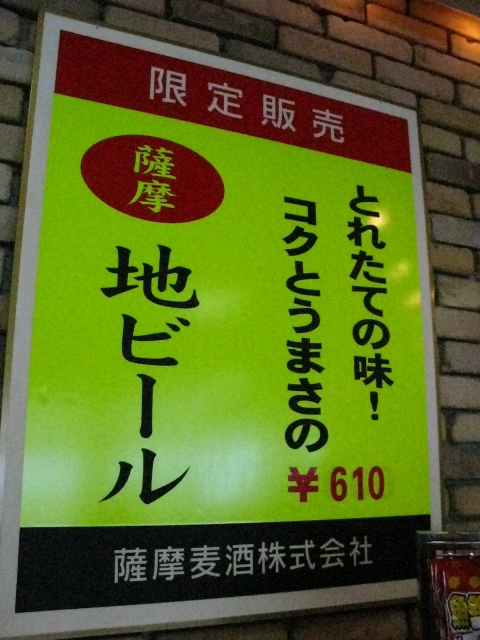 限定販売
とれたての味！
コクとうまさの
¥610
薩摩
地ビール
薩摩麦酒株式会社